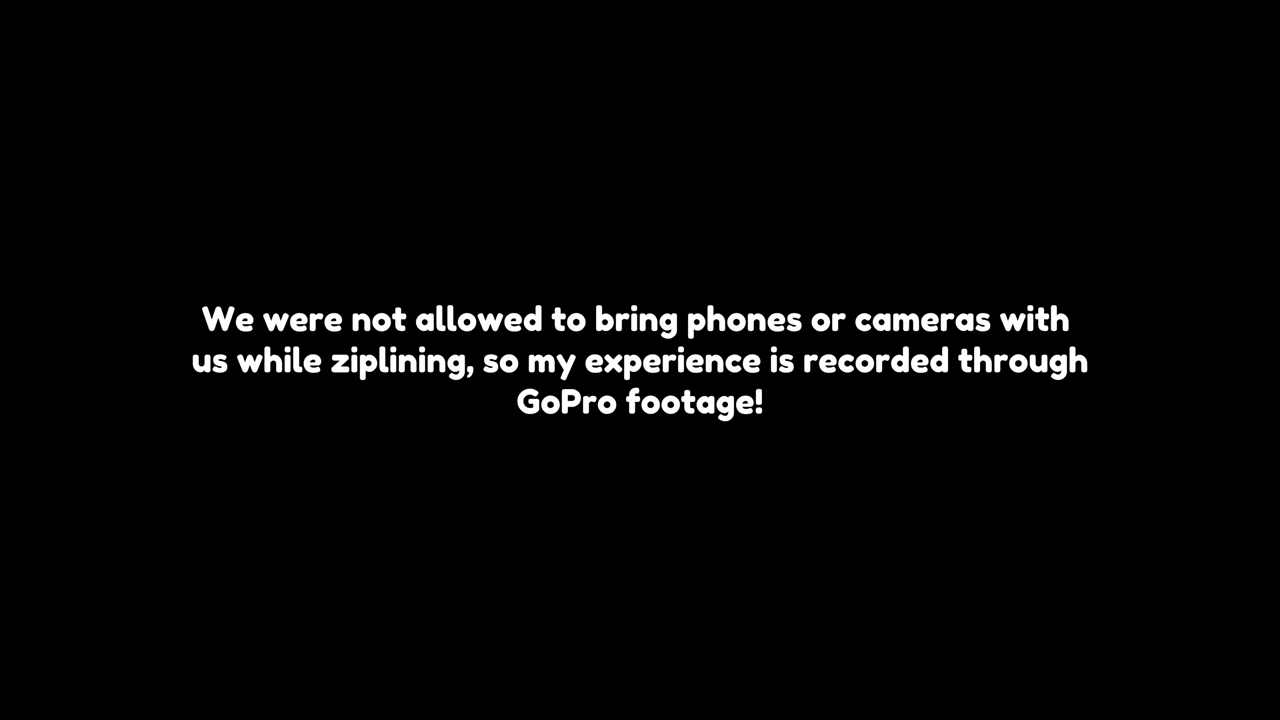 We were not allowed to bring phones or cameras with
us while ziplining, so my experience is recorded through
GoPro footage!